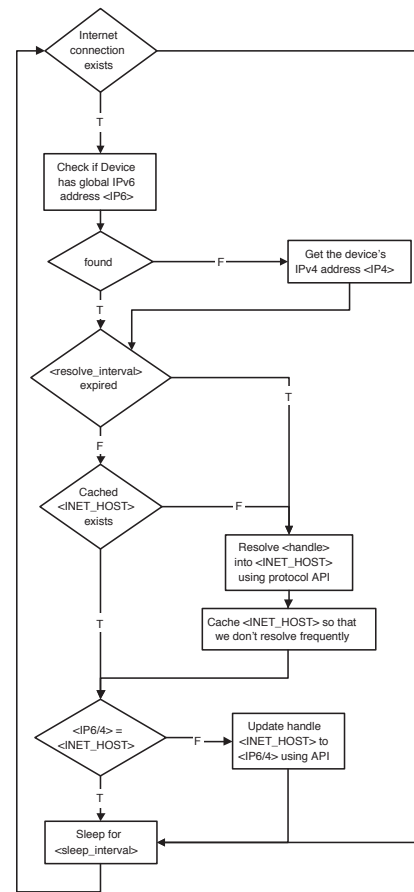 Internet
connection
exists
T
Check if Device
has global IPv6
address <IP6>
found
F
Get the device's
IPv4 address <IP4>
T
<resolve_interval>
expired
T
F
Cached
<INET_HOST>
exists
F
Resolve <handle>
into <INET_HOST>
using protocol API
Cache <INET_HOST> so that
we don't resolve frequently
T
<IP6/4> =
<INET_HOST>
F
Update handle
<INET_HOST> to
<IP6/4> using API
T
Sleep for
<sleep_interval>